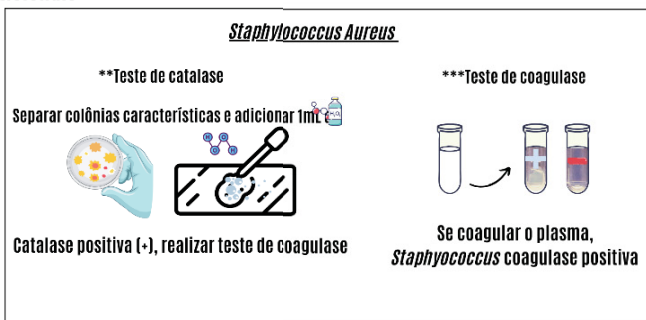 Staphylococcus Aureus
**Teste de catalase
Separar colônias características e adicionar 1mL
Catalase positiva (+), realizar teste de coagulase
***Teste de coagulase
+ -
Se coagular o plasma,
Staphyococcus coagulase positiva